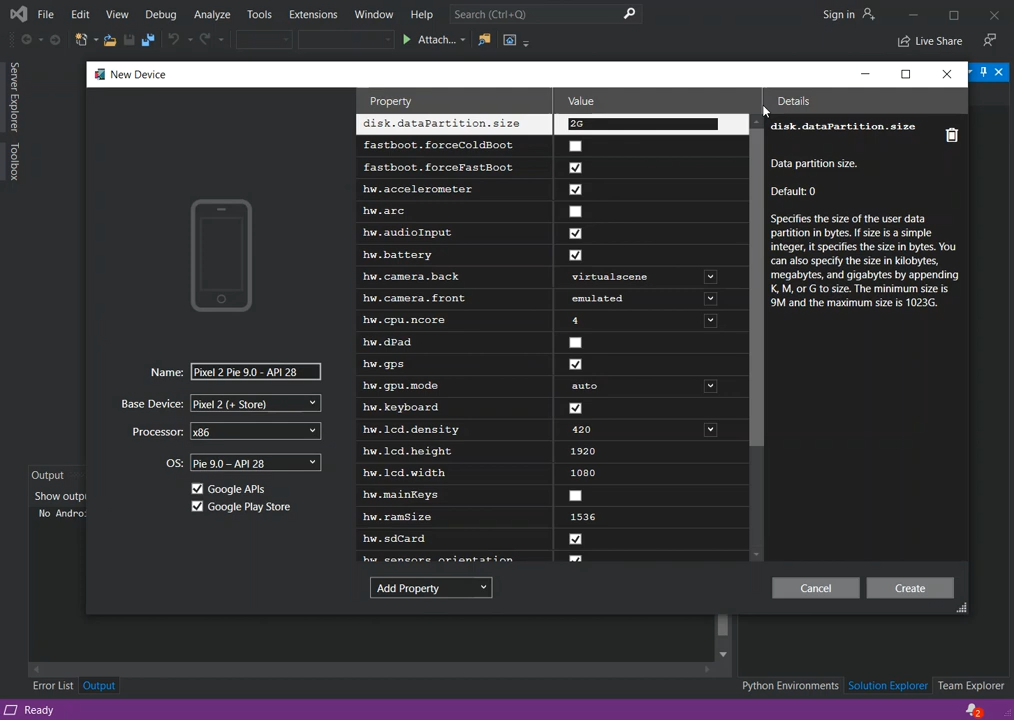 File Edit View Debug Analyze Tools Extensions Window Help Search (Ctrl+Q) Sign in
Attach... Live Share
Server Explorer
Toolbox
New Device
Property Value Details
disk.dataPartition.size 2G
fastboot.forceColdBoot
fastboot.forceFastBoot
hw.accelerometer
hw.arc
hw.audioInput
hw.battery
hw.camera.back virtualscene
hw.camera.front emulated
hw.cpu.ncore 4
hw.dPad
hw.gps
hw.gpu.mode auto
hw.keyboard
hw.lcd.density 420
hw.lcd.height 1920
hw.lcd.width 1080
hw.mainKeys
hw.ramSize 1536
hw.sdCard
hw.sensors.orientation
disk.dataPartition.size
Data partition size.
Default: 0
Specifies the size of the user data
partition in bytes. If size is a simple
integer, it specifies the size in bytes. You
can also specify the size in kilobytes,
megabytes, and gigabytes by appending
K, M, or G to size. The minimum size is
9M and the maximum size is 1023G.
Name: Pixel 2 Pie 9.0 - API 28
Base Device: Pixel 2 (+ Store)
Processor: x86
OS: Pie 9.0 – API 28
Google APIs
Google Play Store
Add Property Cancel Create
Output
Show outp
No Androi
Error List Output Python Environments Solution Explorer Team Explorer
Ready 2